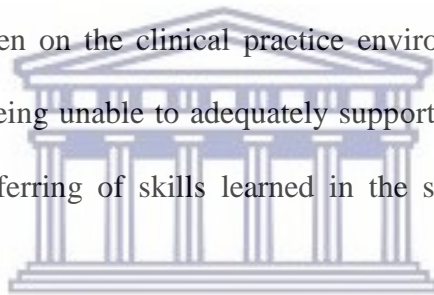 en on the clinical practice enviro
eing unable to adequately support
ferring of skills learned in the s